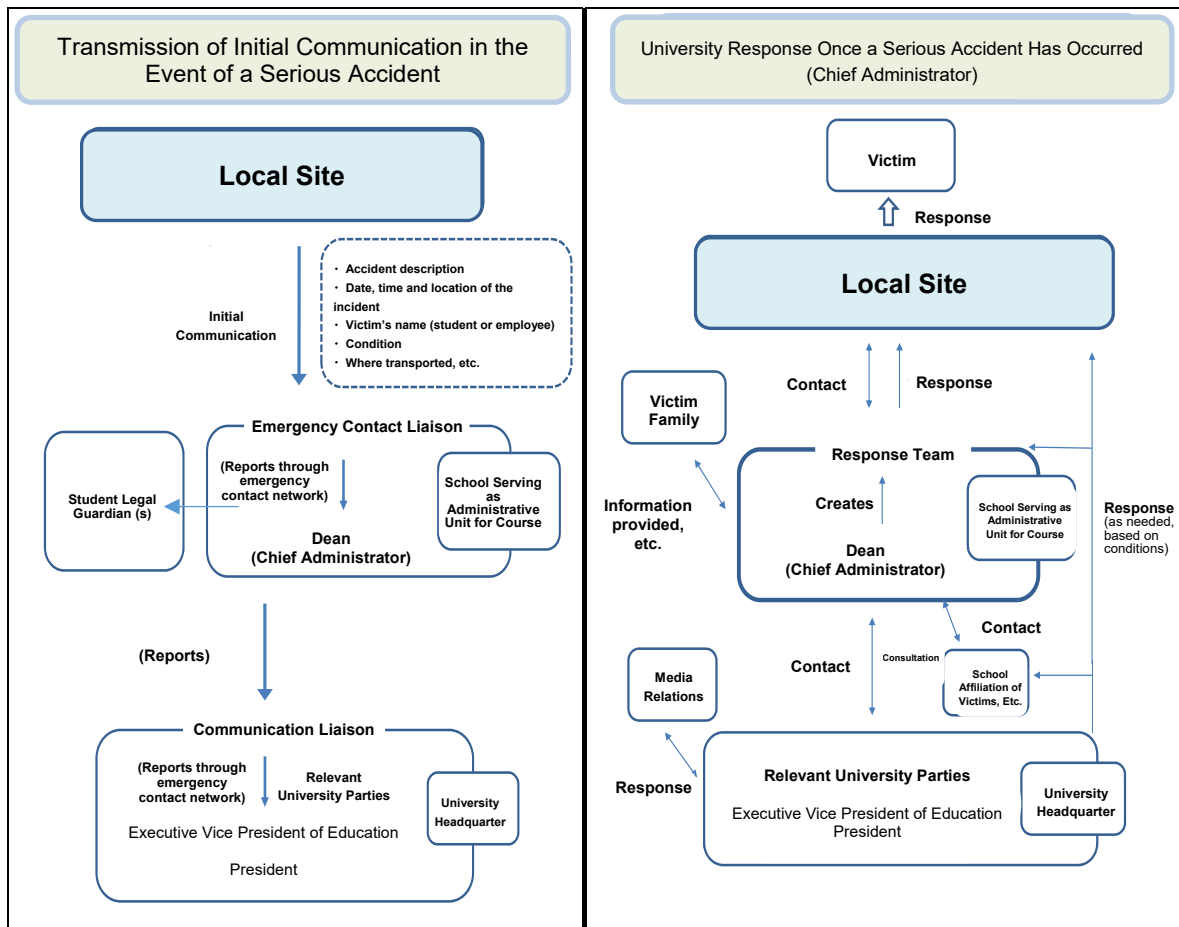 Transmission of Initial Communication in the
Event of a Serious Accident
Local Site
Initial
Communication
・ Accident description
・ Date, time and location of the
incident
・ Victim's name (student or employee)
・ Condition
・ Where transported, etc.
Emergency Contact Liaison
(Reports through
emergency
contact network)
Student Legal
Guardian (s)
School Serving
as
Administrative
Unit for Course
Dean
(Chief Administrator)
(Reports)
Communication Liaison
(Reports through
emergency
contact network)
Relevant
University Parties
University
Headquarter
Executive Vice President of Education
President
University Response Once a Serious Accident Has Occurred
(Chief Administrator)
Victim
Response
Local Site
Contact
Response
Victim
Family
Response Team
Information
provided,
etc.
Creates
School Serving as
Administrative
Unit for Course
Response
(as needed,
based on
conditions)
Dean
(Chief Administrator)
Contact
Contact
Consultation
Media
Relations
School
Affiliation of
Victims, Etc.
Response
Relevant University Parties
Executive Vice President of Education
President
University
Headquarter